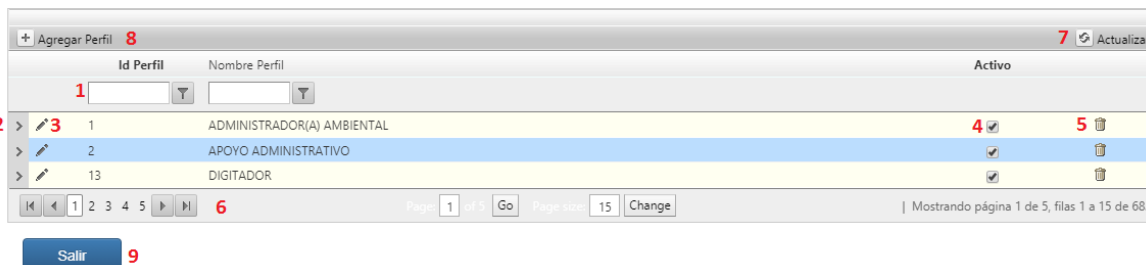 + Agregar Perfil 8 7 Actualiza
Id Perfil Nombre Perfil Activo
1
2 > 3 1 ADMINISTRADOR(A) AMBIENTAL 4 5
> 2 APOYO ADMINISTRATIVO
> 13 DIGITADOR
1 2 3 4 5 6 Page: 1 of 5 Go Page size: 15 Change | Mostrando página 1 de 5, filas 1 a 15 de 68
Salir 9